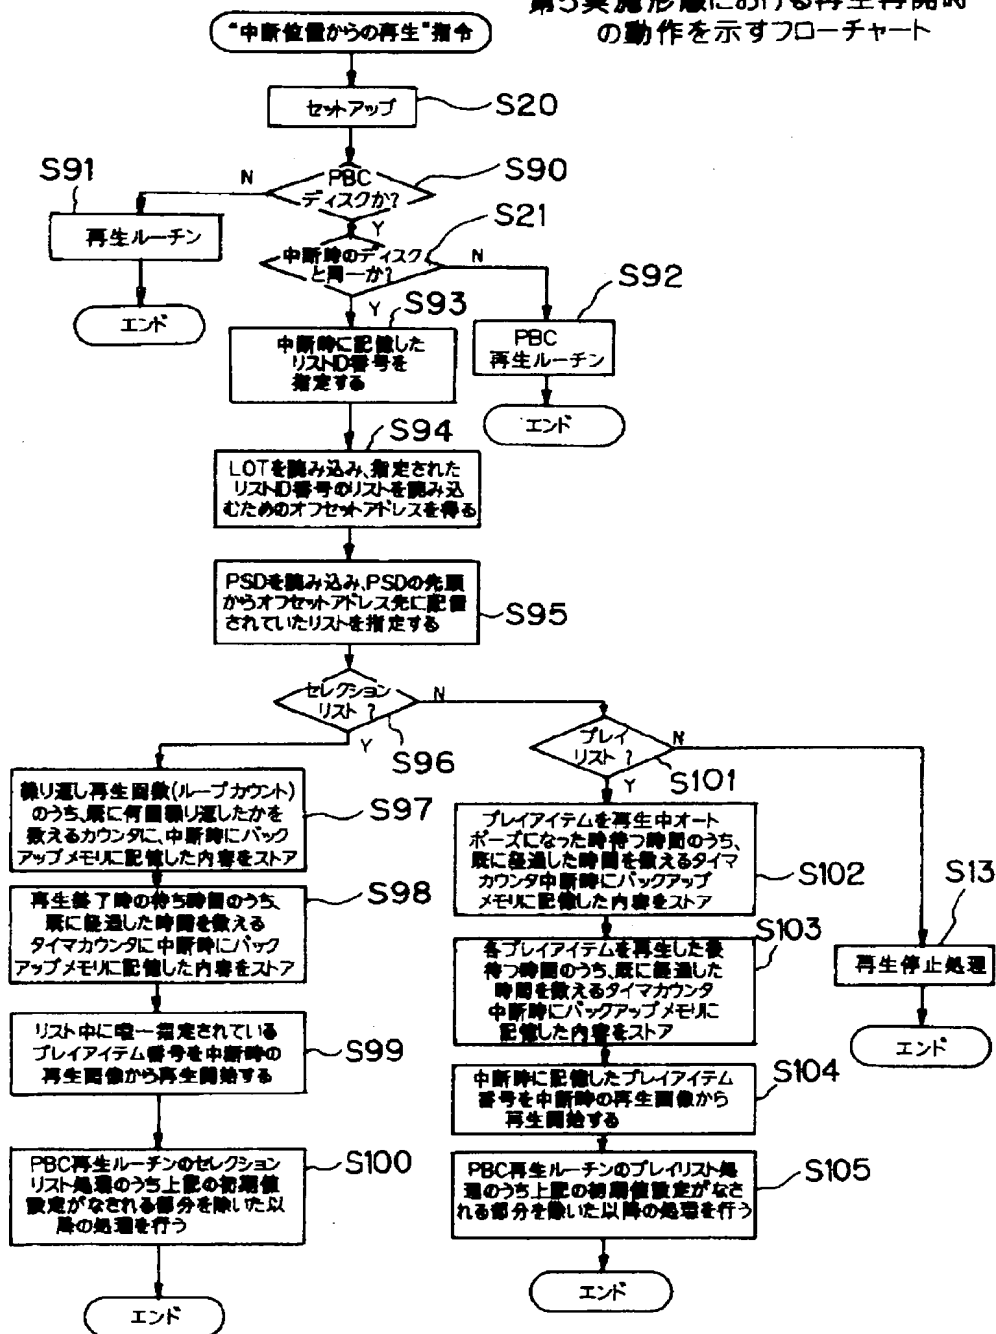 第5実施形態における再生再開時
の動作を示すフローチャート
“中断位置からの再生”指令
セットアップ
S20
PBC
ディスクか?
S90
N
Y
S91
再生ルーチン
エンド
中断時のディスク
と同一か?
S21
N
Y
S92
PBC
再生ルーチン
エンド
S93
中断時に記憶した
リストID番号を
指定する
S94
LOTを読み込み、指定された
リストID番号のリストを読み込
むためのオフセットアドレスを得る
PSDを読み込み、PSDの先頭
からオフセットアドレス先に配置
されていたリストを指定する
S95
セレクション
リスト?
N
Y
S96
プレイ
リスト?
N
Y
S101
繰り返し再生回数(ループカウント)
のうち、既に何回繰り返したかを
数えるカウンタに、中断時にバック
アップメモリに記憶した内容をストア
S97
再生終了時の待ち時間のうち、
既に経過した時間を数える
タイマカウンタに中断時にバック
アップメモリに記憶した内容をストア
S98
リスト中に唯一指定されている
プレイアイテム番号を中断時の
再生画像から再生開始する
S99
PBC再生ルーチンのセレクション
リスト処理のうち上記の初期値
設定がなされる部分を除いた以
降の処理を行う
S100
エンド
プレイアイテムを再生中オート
ポーズになった時待つ時間のうち、
既に経過した時間を数えるタイマ
カウンタ中断時にバックアップ
メモリに記憶した内容をストア
S102
各プレイアイテムを再生した後
待つ時間のうち、既に経過した
時間を数えるタイマカウンタ
中断時にバックアップメモリに
記憶した内容をストア
S103
中断時に記憶したプレイアイテム
番号を中断時の再生画像から
再生開始する
S104
PBC再生ルーチンのプレイリスト処
理のうち上記の初期値設定がなさ
れる部分を除いた以降の処理を行う
S105
エンド
S13
再生停止処理
エンド